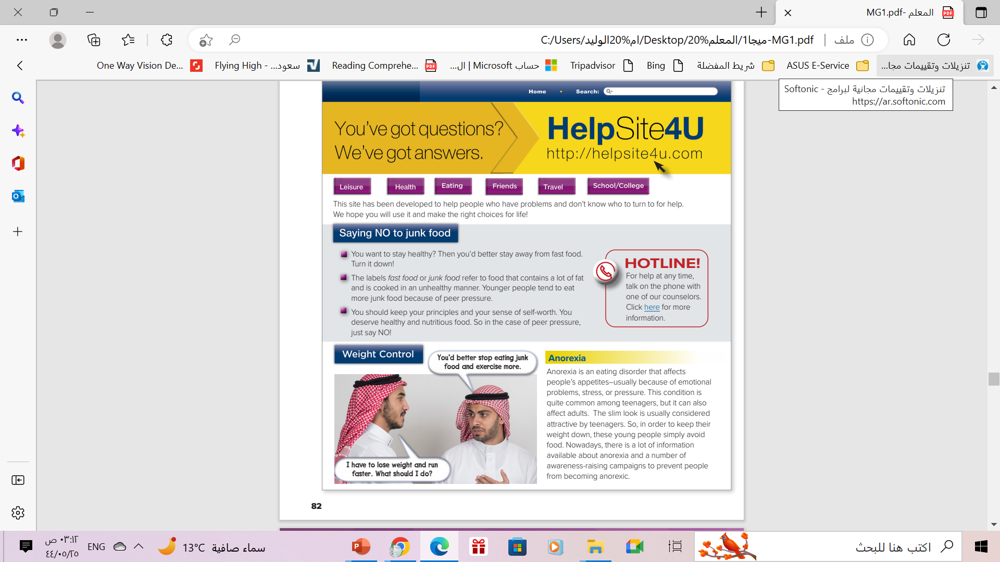 المعلم -MG1.pdf
C:/Users/ام%20الوليد/Desktop/ميجا1/المعلم%20-MG1.pdf
ملف
تنزيلات وتقييمات مجا...
ASUS E-Service
شريط المفضلة
Bing
Tripadvisor
حساب Microsoft | ال...
Reading Comprehe...
Flying High - سعود...
One Way Vision De...
تنزيلات وتقييمات مجانية لبرامج - Softonic
https://ar.softonic.com
Home • Search:
You've got questions?
We've got answers.
HelpSite4U
http://helpsite4u.com
Leisure
Health
Eating
Friends
Travel
School/College
This site has been developed to help people who have problems and don't know who to turn to for help.
We hope you will use it and make the right choices for life!
Saying NO to junk food
You want to stay healthy? Then you'd better stay away from fast food.
Turn it down!
The labels fast food or junk food refer to food that contains a lot of fat
and is cooked in an unhealthy manner. Younger people tend to eat
more junk food because of peer pressure.
You should keep your principles and your sense of self-worth. You
deserve healthy and nutritious food. So in the case of peer pressure,
just say NO!
HOTLINE!
For help at any time,
talk on the phone with
one of our counselors.
Click here for more
information.
Weight Control
You'd better stop eating junk
food and exercise more.
I have to lose weight and run
faster. What should I do?
Anorexia
Anorexia is an eating disorder that affects
people's appetites–usually because of emotional
problems, stress, or pressure. This condition is
quite common among teenagers, but it can also
affect adults. The slim look is usually considered
attractive by teenagers. So, in order to keep their
weight down, these young people simply avoid
food. Nowadays, there is a lot of information
available about anorexia and a number of
awareness-raising campaigns to prevent people
from becoming anorexic.
82
اكتب هنا للبحث
سماء صافية 13°C
ENG
٠٣:١٢ ص
٤٤/٠٥/٢٥